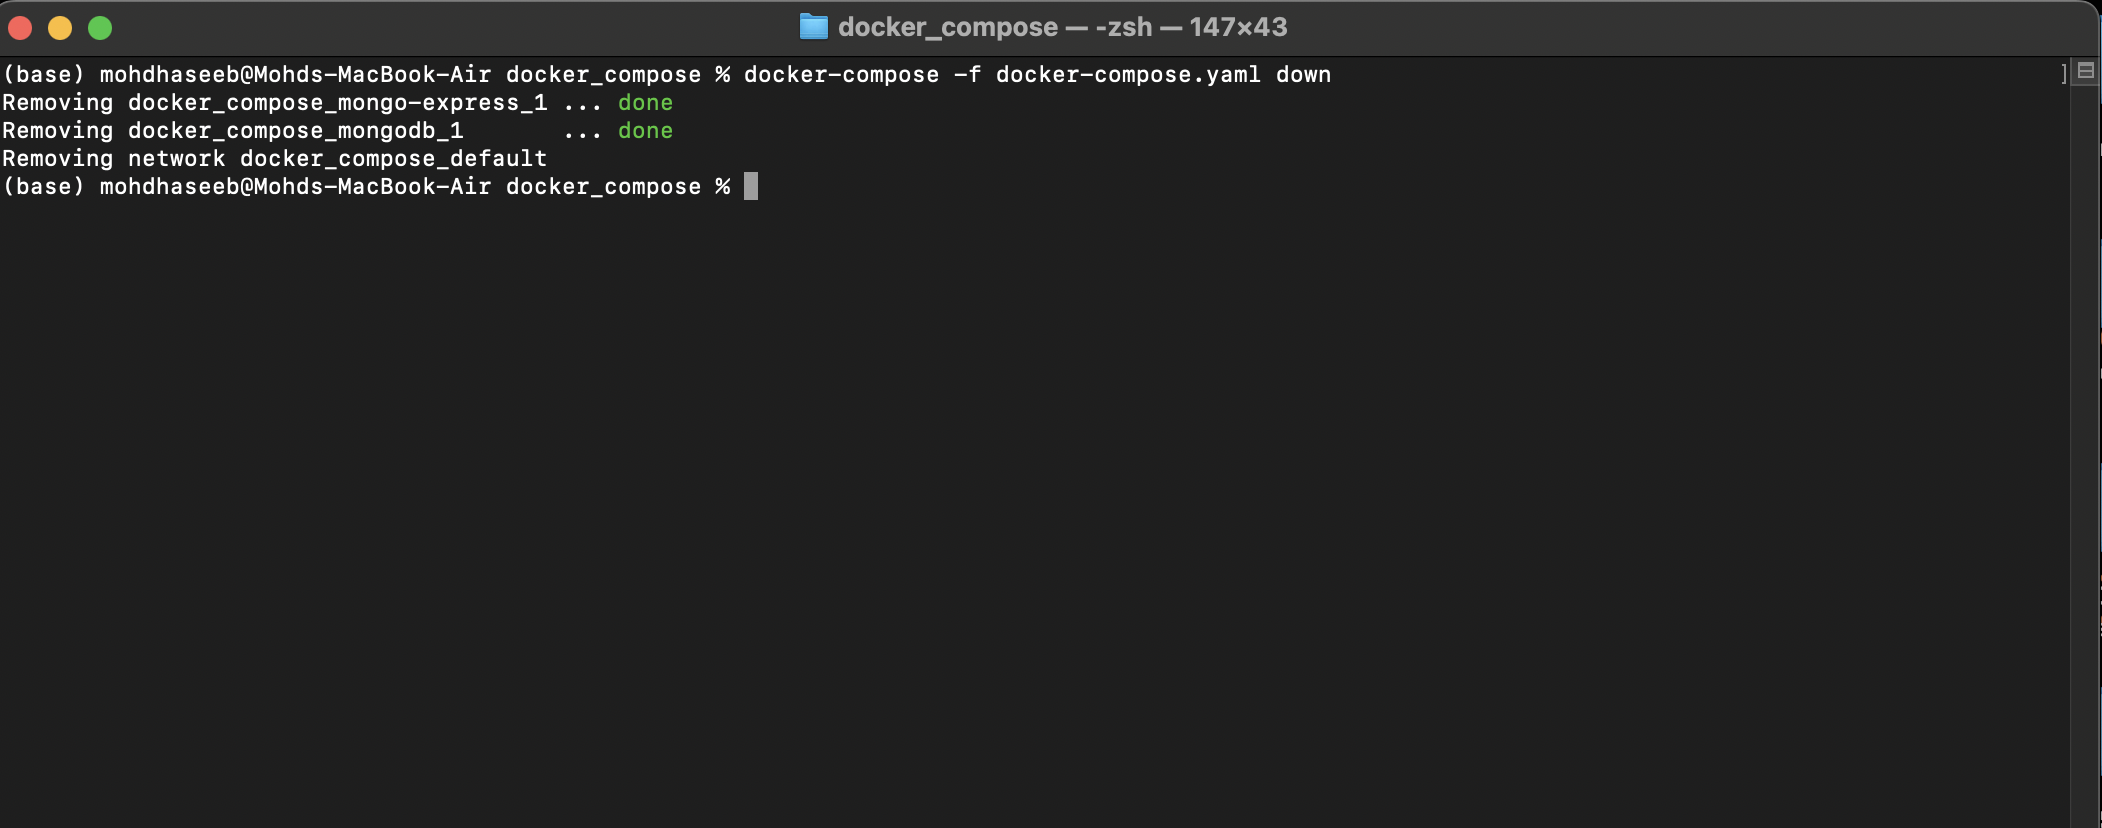 docker_compose — -zsh — 147×43
(base) mohdhaseeb@Mohds-MacBook-Air docker_compose % docker-compose -f docker-compose.yaml down
Removing docker_compose_mongo-express_1 ... done
Removing docker_compose_mongodb_1       ... done
Removing network docker_compose_default
(base) mohdhaseeb@Mohds-MacBook-Air docker_compose %